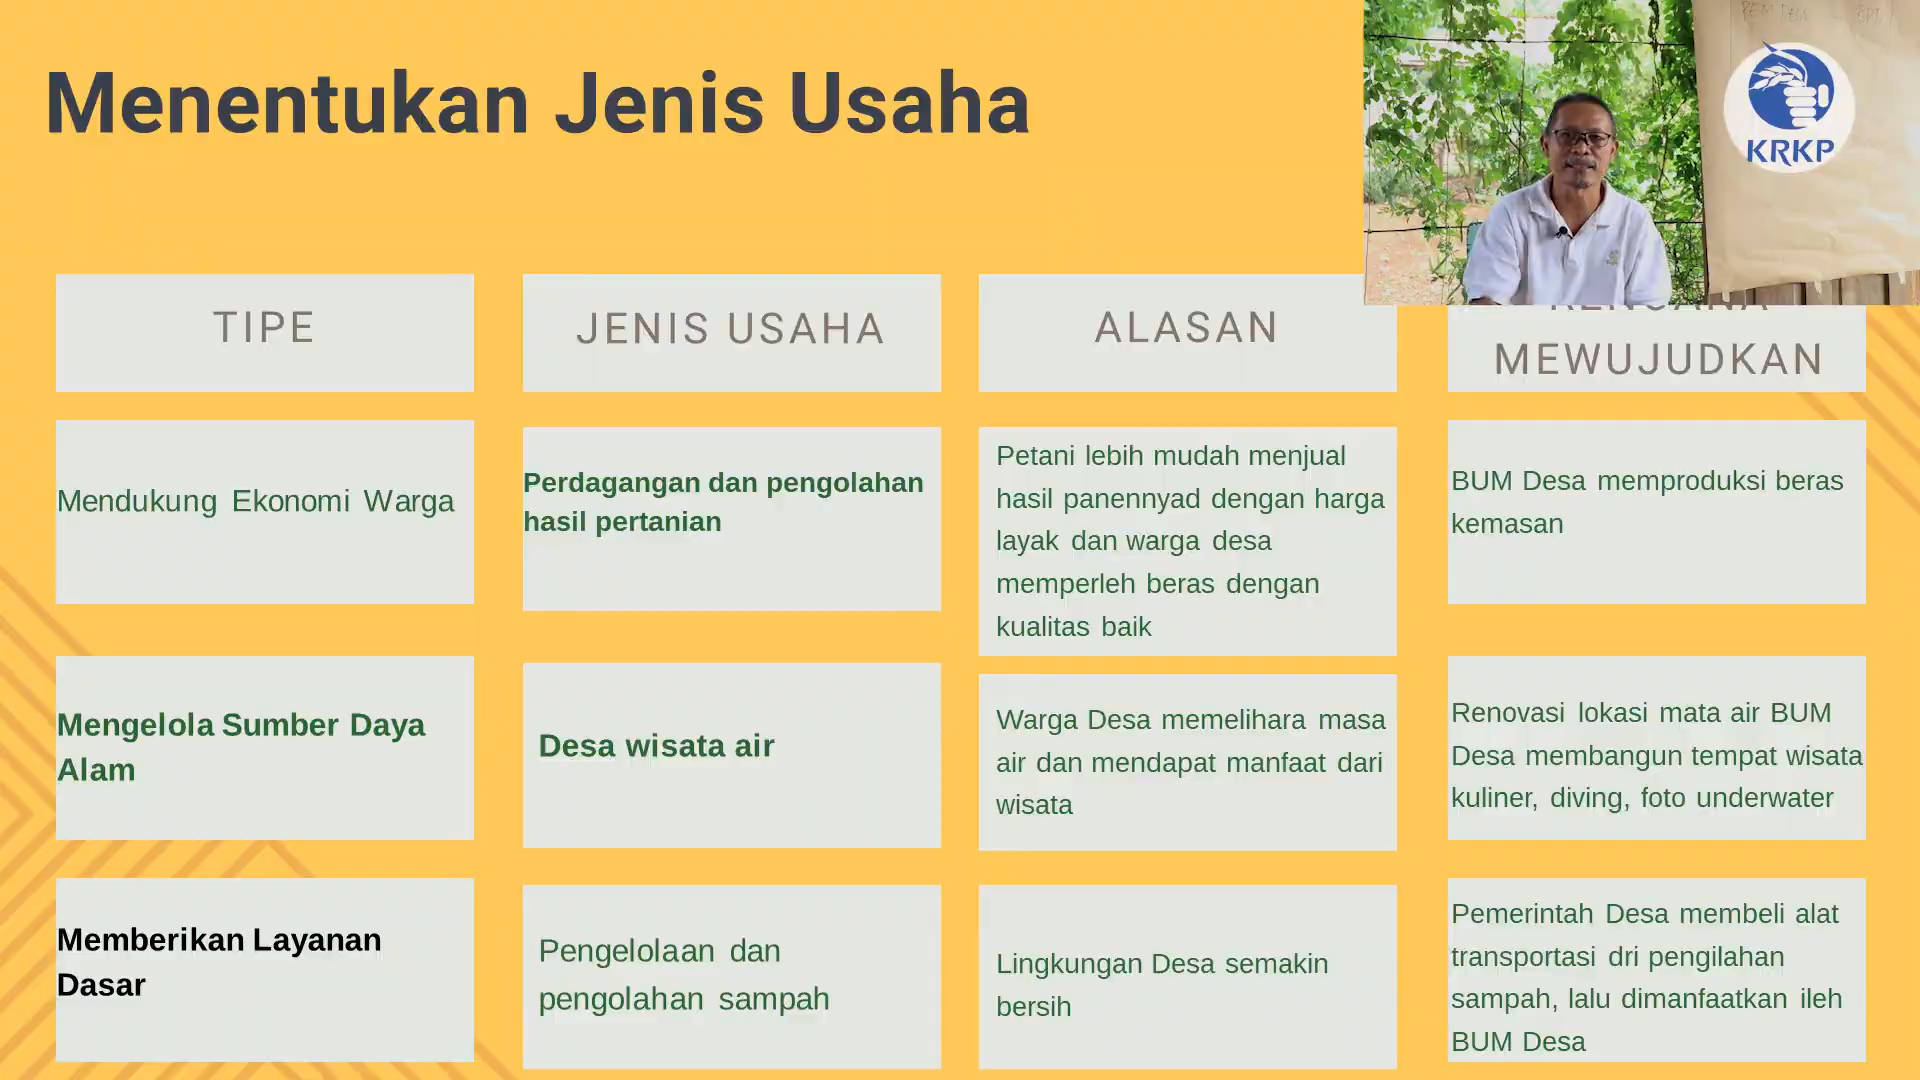 Menentukan Jenis Usaha
KRKP
TIPE
JENIS USAHA
ALASAN
RENCANA
MEWUJUDKAN
Mendukung Ekonomi Warga
Perdagangan dan pengolahan
hasil pertanian
Petani lebih mudah menjual
hasil panennyad dengan harga
layak dan warga desa
memperleh beras dengan
kualitas baik
BUM Desa memproduksi beras
kemasan
Mengelola Sumber Daya
Alam
Desa wisata air
Warga Desa memelihara masa
air dan mendapat manfaat dari
wisata
Renovasi lokasi mata air BUM
Desa membangun tempat wisata
kuliner, diving, foto underwater
Memberikan Layanan
Dasar
Pengelolaan dan
pengolahan sampah
Lingkungan Desa semakin
bersih
Pemerintah Desa membeli alat
transportasi dri pengilahan
sampah, lalu dimanfaatkan ileh
BUM Desa